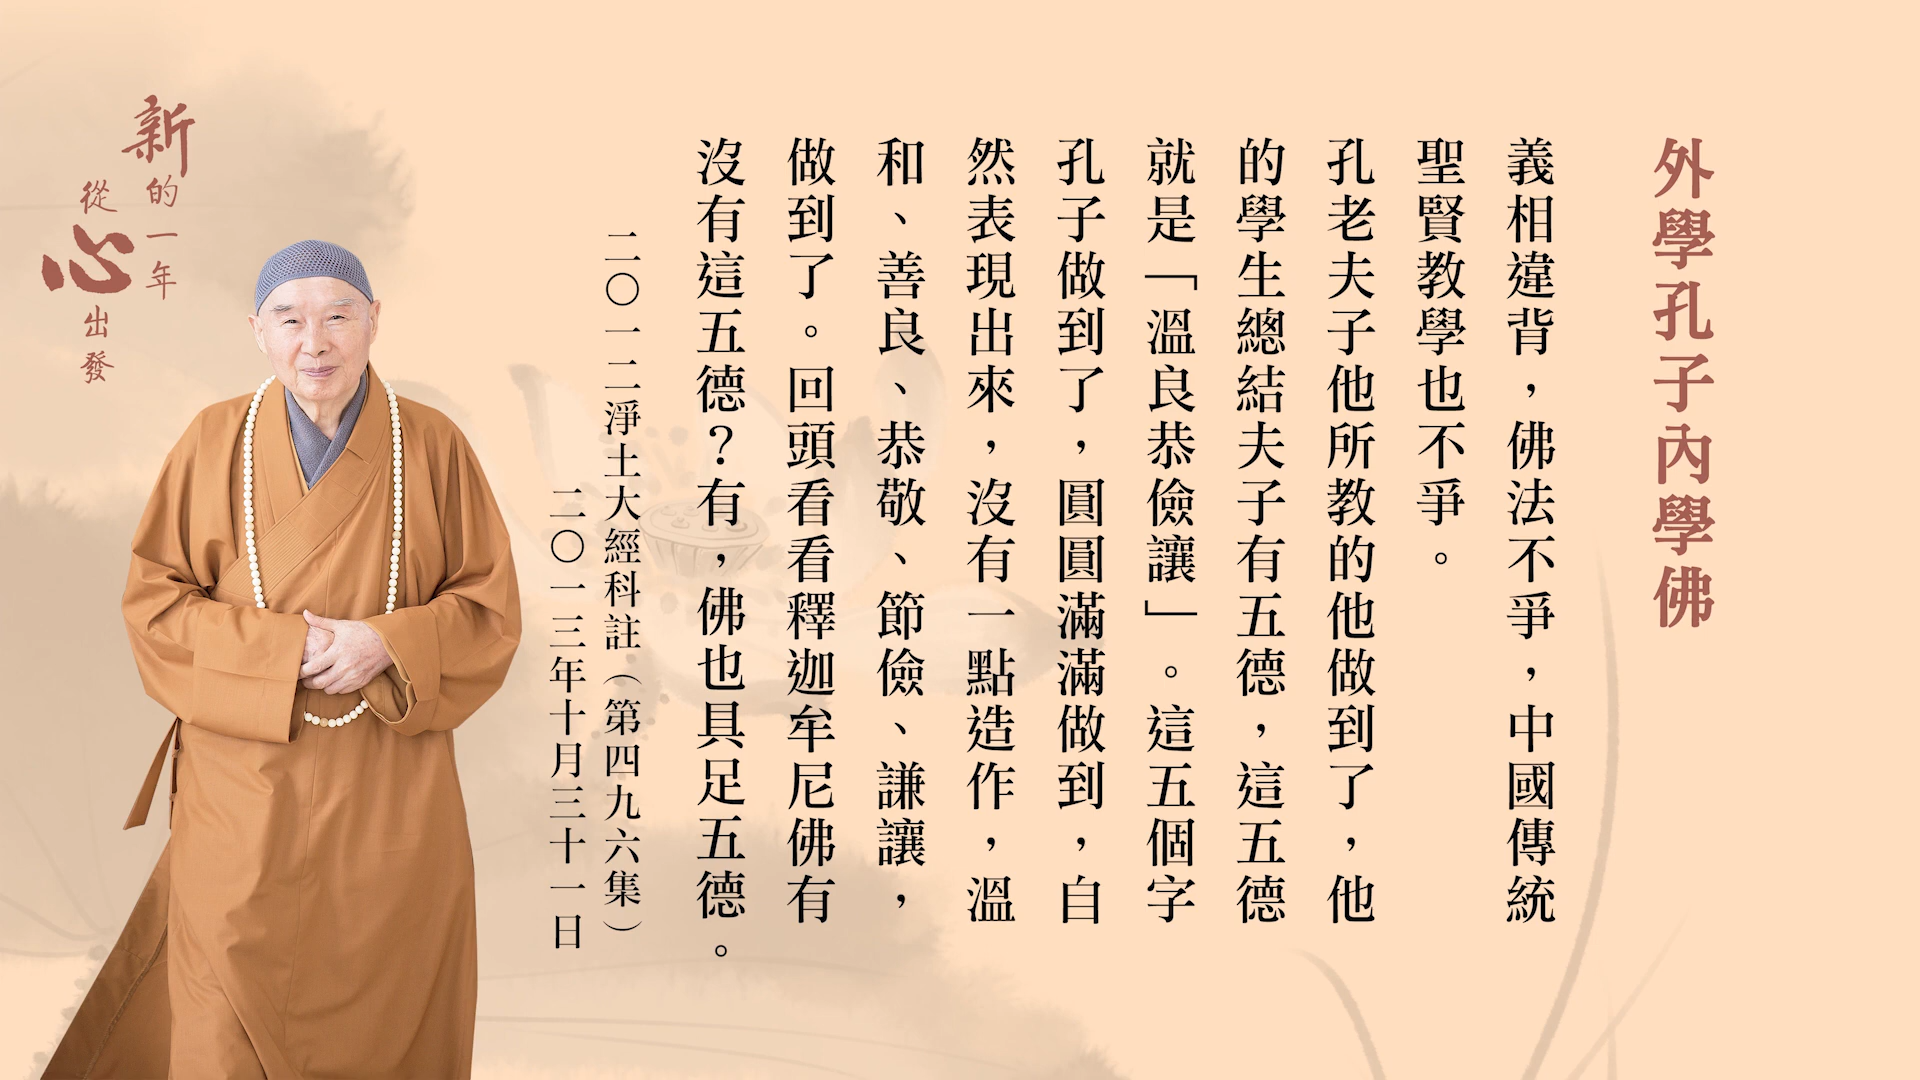 外學孔子內學佛
義相違背，佛法不爭，中國傳統
聖賢教學也不爭。
孔老夫子他所教的他做到了，他
的學生總結夫子有五德，這五德
就是「溫良恭儉讓」。這五個字
孔子做到了，圓圓滿滿做到，自
然表現出來，沒有一點造作，溫
和、善良、恭敬、節儉、謙讓，
做到了。回頭看看釋迦牟尼佛有
沒有這五德？有，佛也具足五德。
二〇一二淨土大經科註（第四九六集）
二〇一三年十月三十一日
新的一年
從心出發